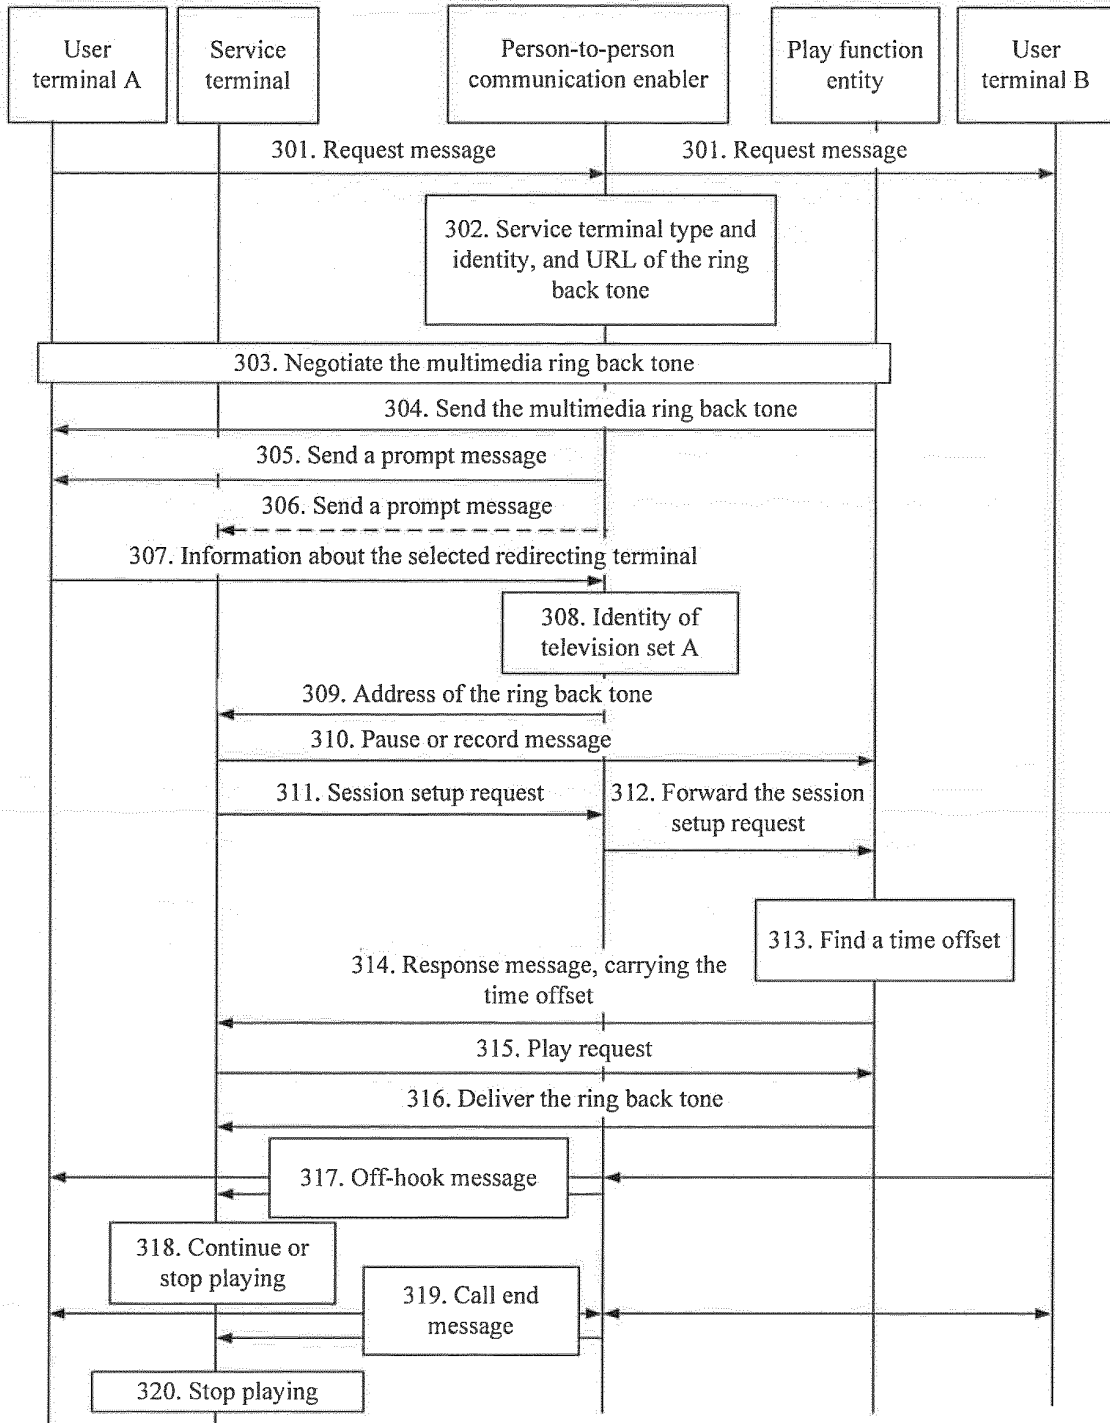 User
terminal A
Service
terminal
Person-to-person
communication enabler
Play function
entity
User
terminal B
301. Request message
301. Request message
302. Service terminal type and
identity, and URL of the ring
back tone
303. Negotiate the multimedia ring back tone
304. Send the multimedia ring back tone
305. Send a prompt message
306. Send a prompt message
307. Information about the selected redirecting terminal
308. Identity of
television set A
309. Address of the ring back tone
310. Pause or record message
311. Session setup request
312. Forward the session
setup request
313. Find a time offset
314. Response message, carrying the
time offset
315. Play request
316. Deliver the ring back tone
317. Off-hook message
318. Continue or
stop playing
319. Call end
message
320. Stop playing